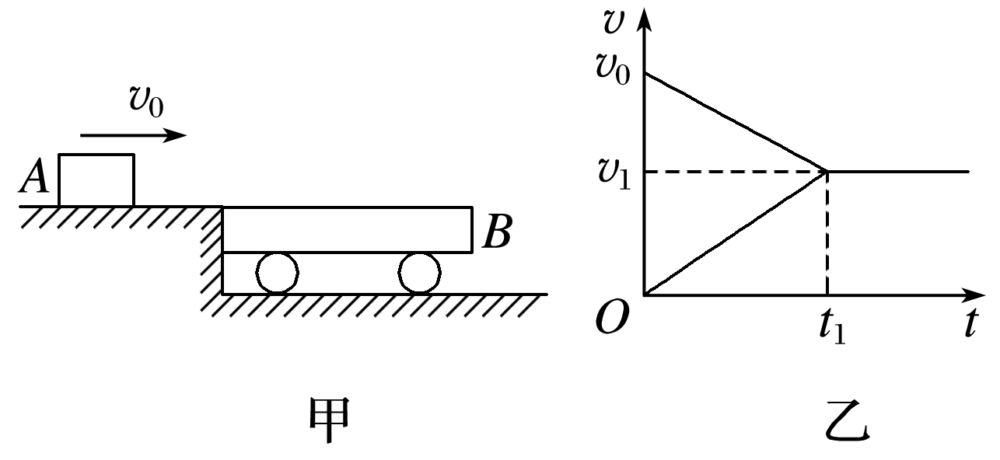 v₀
A
B
甲
v
v₀
v₁
O
t₁
t
乙